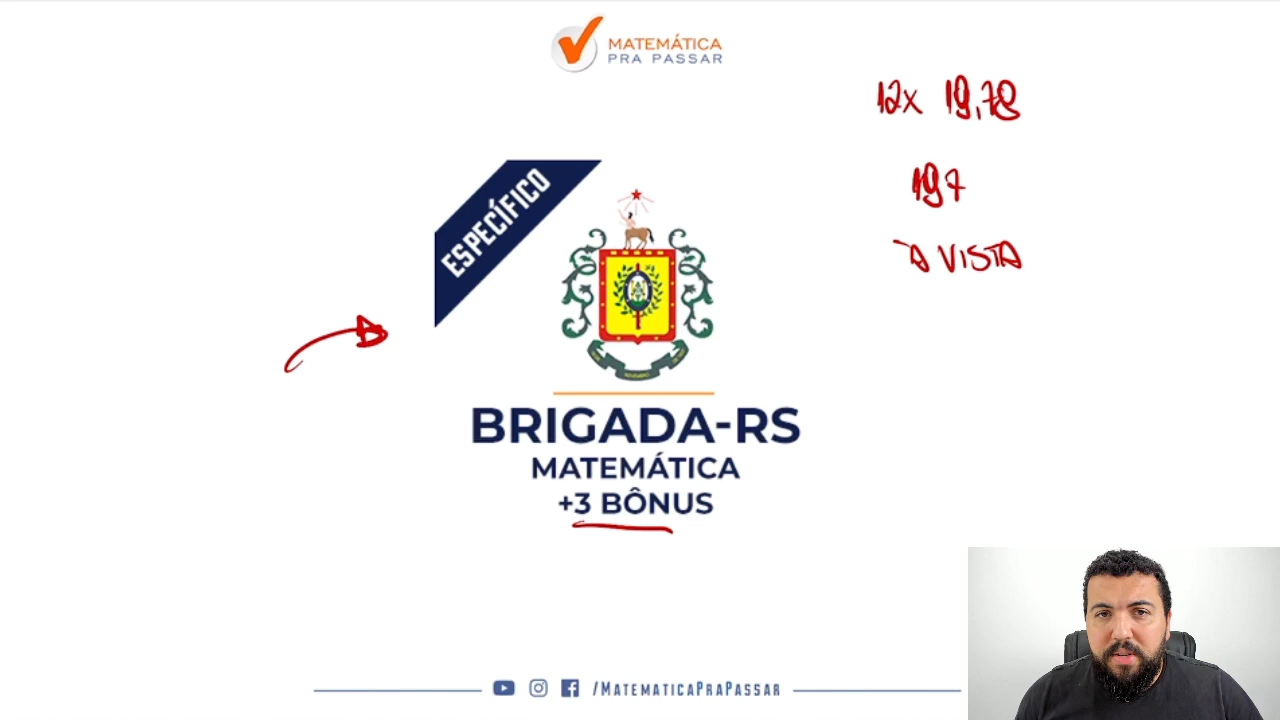 MATEMÁTICA
PRA PASSAR
12x 19,78
197
À VISTA
ESPECÍFICO
BRIGADA-RS
MATEMÁTICA
+3 BÔNUS
/MATEMATICAPRAPASSAR